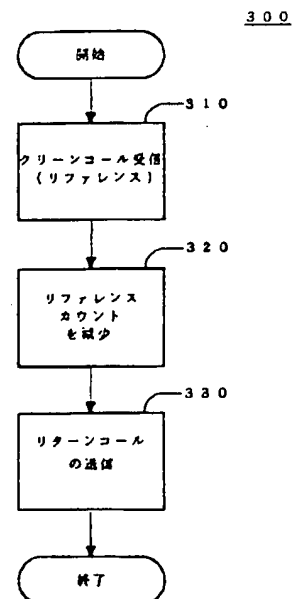 300
開始
310
クリーンコール受信
(リファレンス)
320
リファレンス
カウント
を減少
330
リターンコール
の送信
終了